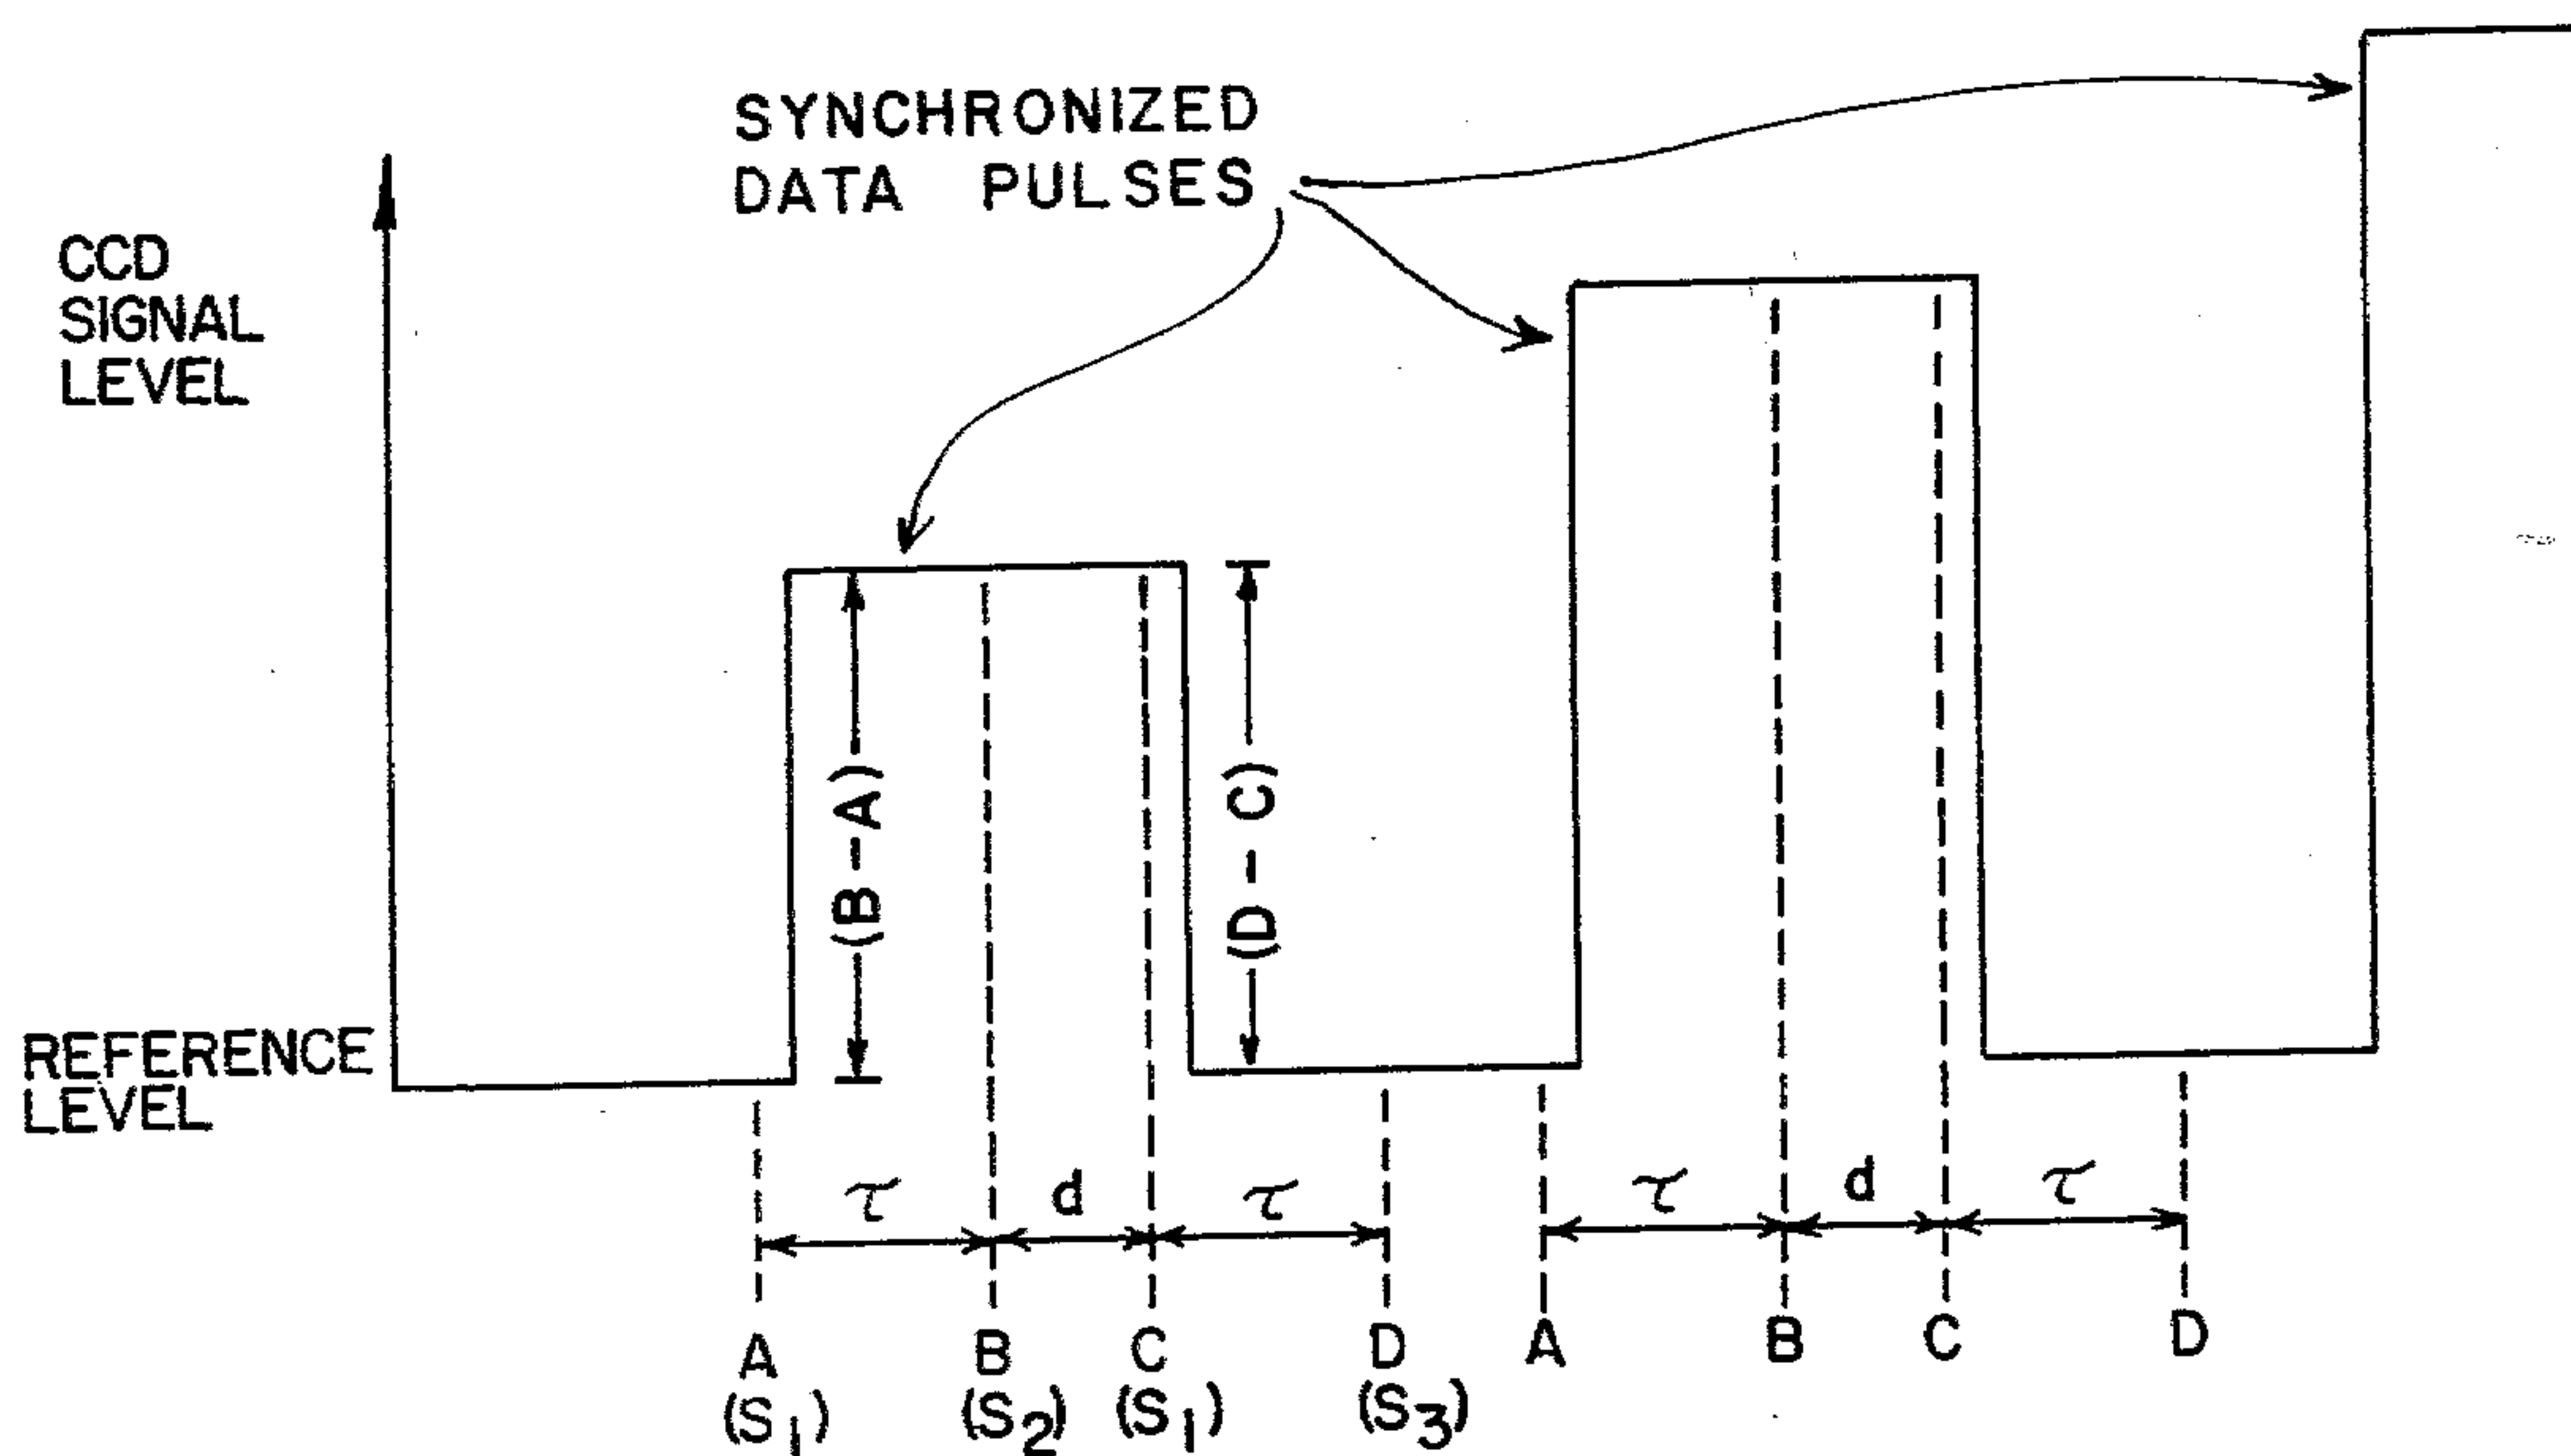 SYNCHRONIZED
DATA PULSES
CCD
SIGNAL
LEVEL
(B-A)
(D - C)
REFERENCE
LEVEL
τ d τ τ d τ
A B C D A B C D
(S1) (S2) (S1) (S3)